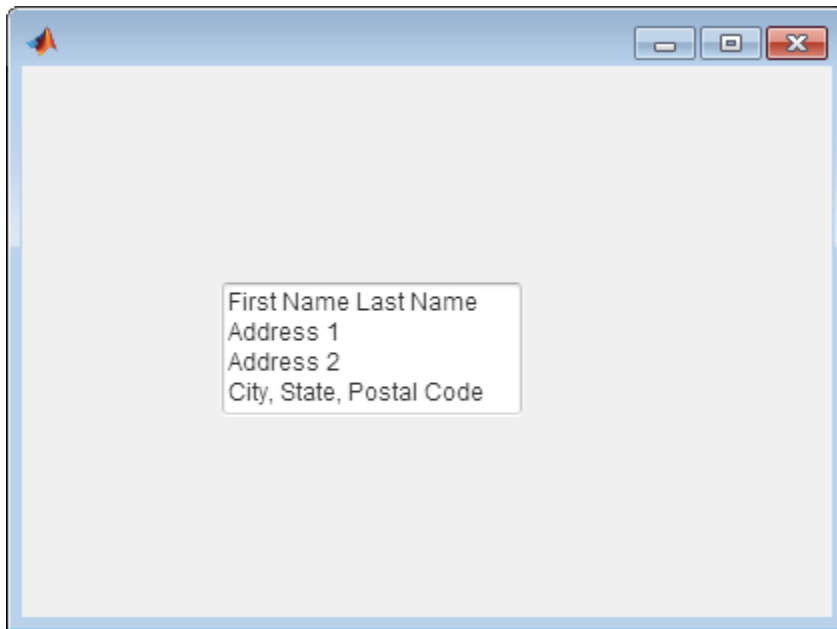 First Name Last Name
Address 1
Address 2
City, State, Postal Code